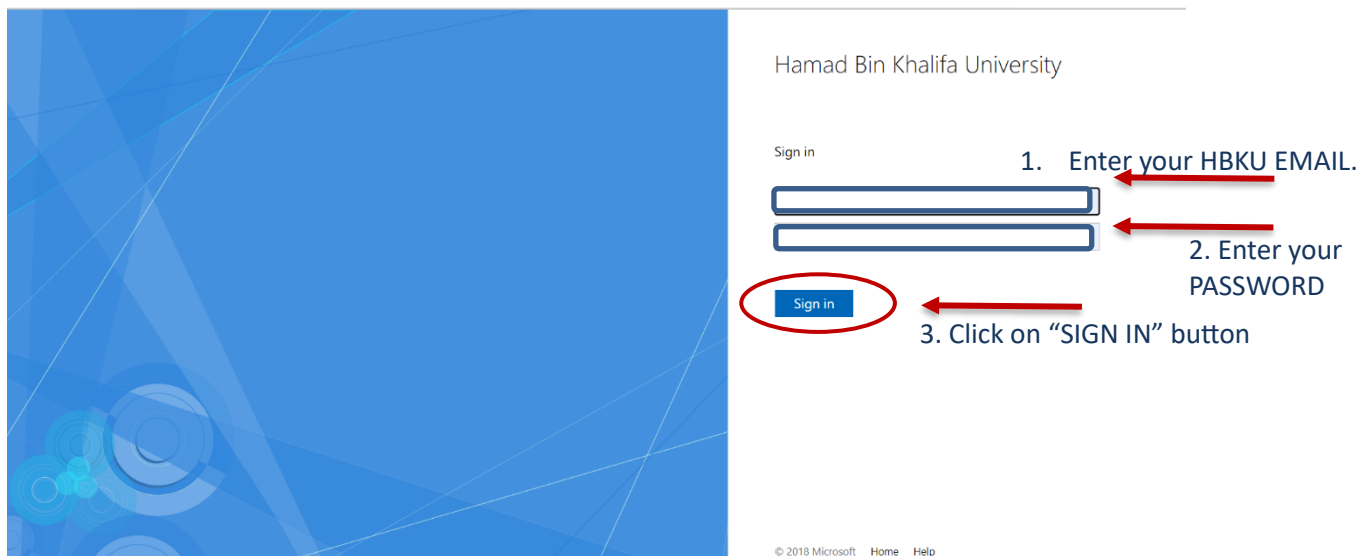 Hamad Bin Khalifa University
Sign in
1. Enter your HBKU EMAIL.
2. Enter your
PASSWORD
Sign in
3. Click on “SIGN IN” button
© 2018 Microsoft Home Help